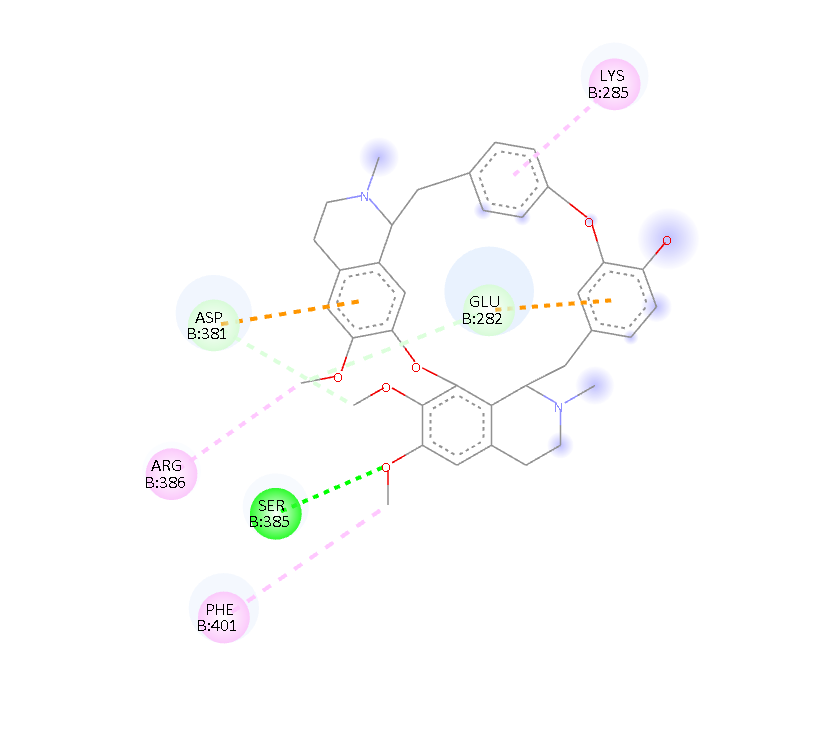 LYS
B:285
N
O
O
GLU
B:282
ASP
B:381
O
O
O
N
ARG
B:386
O
SER
B:385
PHE
B:401